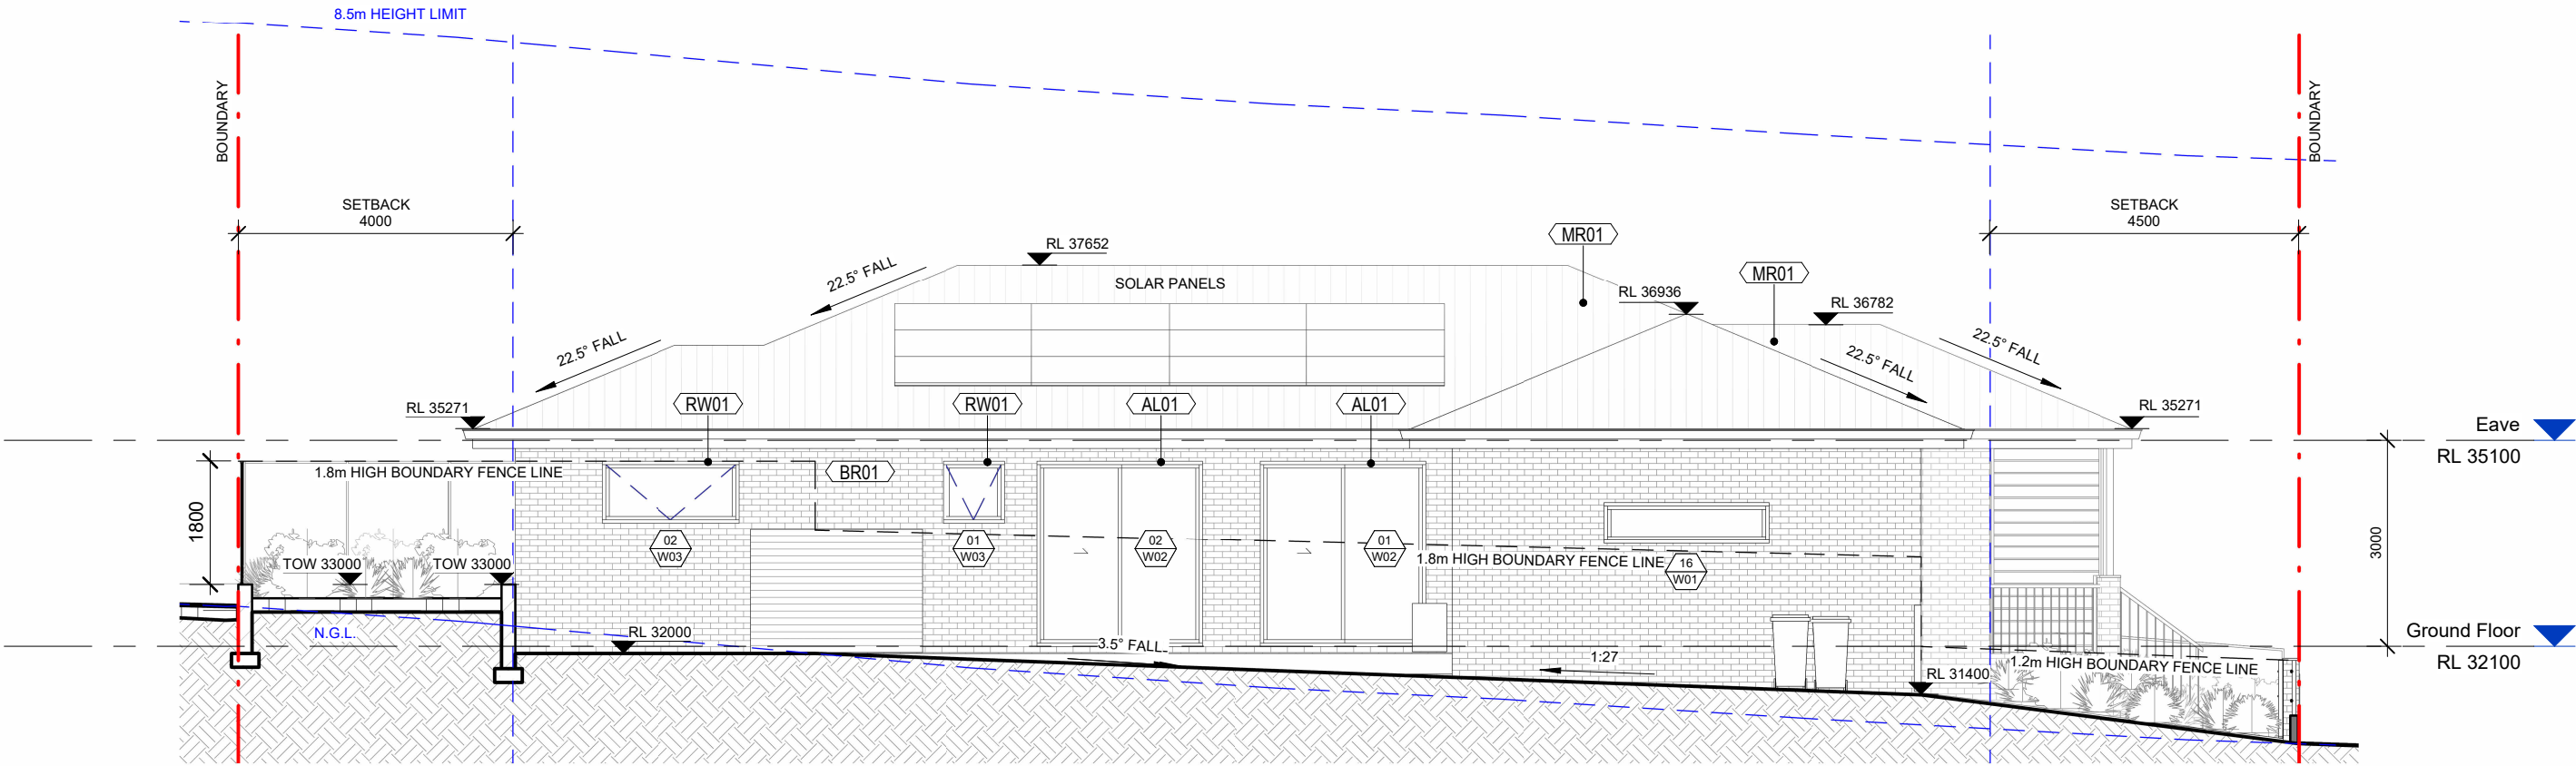 8.5m HEIGHT LIMIT
BOUNDARY
BOUNDARY
SETBACK
4000
SETBACK
4500
MR01
RL 37652
22.5° FALL
MR01
SOLAR PANELS
RL 36936
RL 36782
22.5° FALL
22.5° FALL
22.5° FALL
RL 35271
RW01
RW01
AL01
AL01
RL 35271
Eave
RL 35100
1.8m HIGH BOUNDARY FENCE LINE
BR01
1800
02
W03
01
W03
02
W02
01
W02
1.8m HIGH BOUNDARY FENCE LINE
16
W01
3000
TOW 33000
TOW 33000
N.G.L.
RL 32000
3.5° FALL
1:27
Ground Floor
RL 32100
1.2m HIGH BOUNDARY FENCE LINE
RL 31400